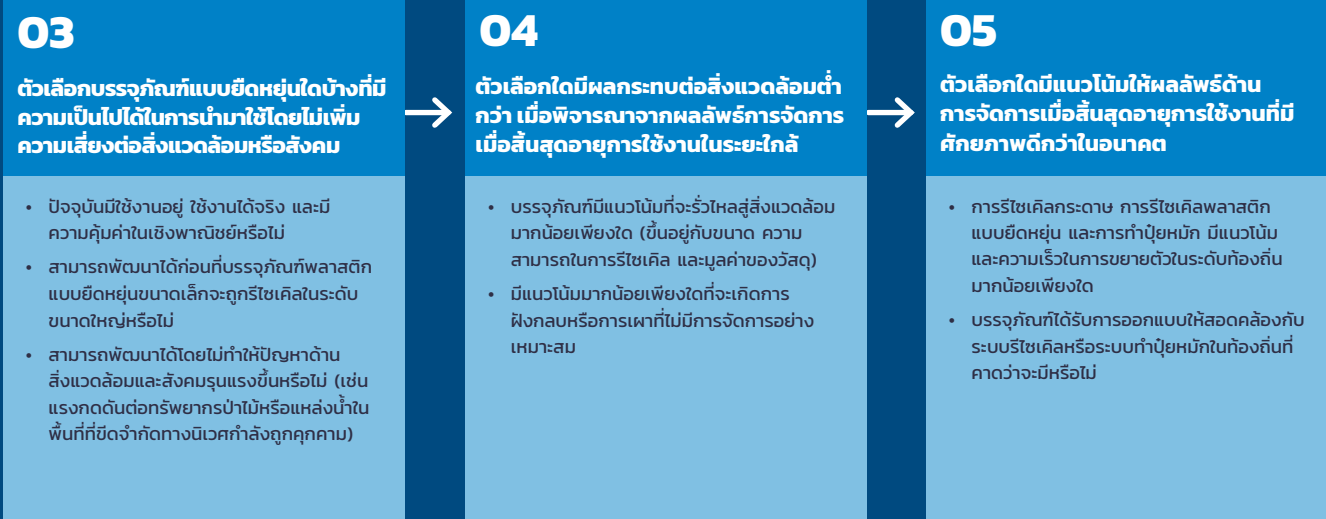 03
ตัวเลือกบรรจุภัณฑ์แบบยืดหยุ่นใดบ้างที่มี
ความเป็นไปได้ในการนำมาใช้โดยไม่เพิ่ม
ความเสี่ยงต่อสิ่งแวดล้อมหรือสังคม
• ปัจจุบันมีใช้งานอยู่ ใช้งานได้จริง และมี
ความคุ้มค่าในเชิงพาณิชย์หรือไม่
• สามารถพัฒนาได้ก่อนที่บรรจุภัณฑ์พลาสติก
แบบยืดหยุ่นขนาดเล็กจะถูกรีไซเคิลในระดับ
ขนาดใหญ่หรือไม่
• สามารถพัฒนาได้โดยไม่ทำให้ปัญหาด้าน
สิ่งแวดล้อมและสังคมรุนแรงขึ้นหรือไม่ (เช่น
แรงกดดันต่อทรัพยากรป่าไม้หรือแหล่งน้ำใน
พื้นที่ที่ขีดจำกัดทางนิเวศกำลังถูกคุกคาม)
04
ตัวเลือกใดมีผลกระทบต่อสิ่งแวดล้อมต่ำ
กว่า เมื่อพิจารณาจากผลลัพธ์การจัดการ
เมื่อสิ้นสุดอายุการใช้งานในระยะใกล้
• บรรจุภัณฑ์มีแนวโน้มที่จะรั่วไหลสู่สิ่งแวดล้อม
มากน้อยเพียงใด (ขึ้นอยู่กับขนาด ความ
สามารถในการรีไซเคิล และมูลค่าของวัสดุ)
• มีแนวโน้มมากน้อยเพียงใดที่จะเกิดการ
ฝังกลบหรือการเผาที่ไม่มีการจัดการอย่าง
เหมาะสม
05
ตัวเลือกใดมีแนวโน้มให้ผลลัพธ์ด้าน
การจัดการเมื่อสิ้นสุดอายุการใช้งานที่มี
ศักยภาพดีกว่าในอนาคต
• การรีไซเคิลกระดาษ การรีไซเคิลพลาสติก
แบบยืดหยุ่น และการทำปุ๋ยหมัก มีแนวโน้ม
และความเร็วในการขยายตัวในระดับท้องถิ่น
มากน้อยเพียงใด
• บรรจุภัณฑ์ได้รับการออกแบบให้สอดคล้องกับ
ระบบรีไซเคิลหรือระบบทำปุ๋ยหมักในท้องถิ่นที่
คาดว่าจะมีหรือไม่